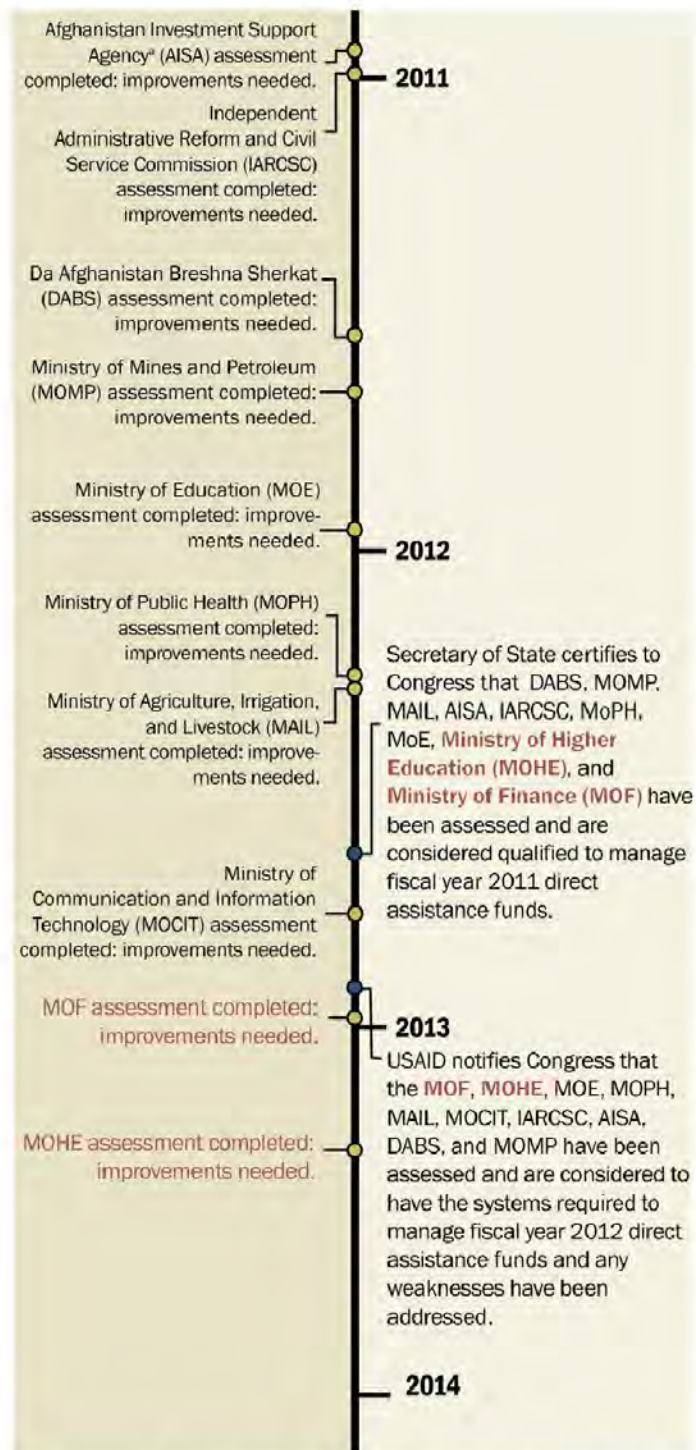 Afghanistan Investment Support
Agencyª (AISA) assessment
completed: improvements needed.
2011
Independent
Administrative Reform and Civil
Service Commission (IARCSC)
assessment completed:
improvements needed.
Da Afghanistan Breshna Sherkat
(DABS) assessment completed:
improvements needed.
Ministry of Mines and Petroleum
(MOMP) assessment completed:
improvements needed.
Ministry of Education (MOE)
assessment completed: improve-
ments needed.
2012
Ministry of Public Health (MOPH)
assessment completed:
improvements needed.
Ministry of Agriculture, Irrigation,
and Livestock (MAIL)
assessment completed: improve-
ments needed.
Secretary of State certifies to
Congress that DABS, MOMP,
MAIL, AISA, IARCSC, MoPH,
MoE, Ministry of Higher
Education (MOHE), and
Ministry of Finance (MOF) have
been assessed and are
considered qualified to manage
fiscal year 2011 direct
assistance funds.
Ministry of
Communication and Information
Technology (MOCIT) assessment
completed: improvements needed.
MOF assessment completed:
improvements needed.
2013
USAID notifies Congress that
the MOF, MOHE, MOE, MOPH,
MAIL, MOCIT, IARCSC, AISA,
DABS, and MOMP have been
assessed and are considered to
have the systems required to
manage fiscal year 2012 direct
assistance funds and any
weaknesses have been
addressed.
MOHE assessment completed:
improvements needed.
2014